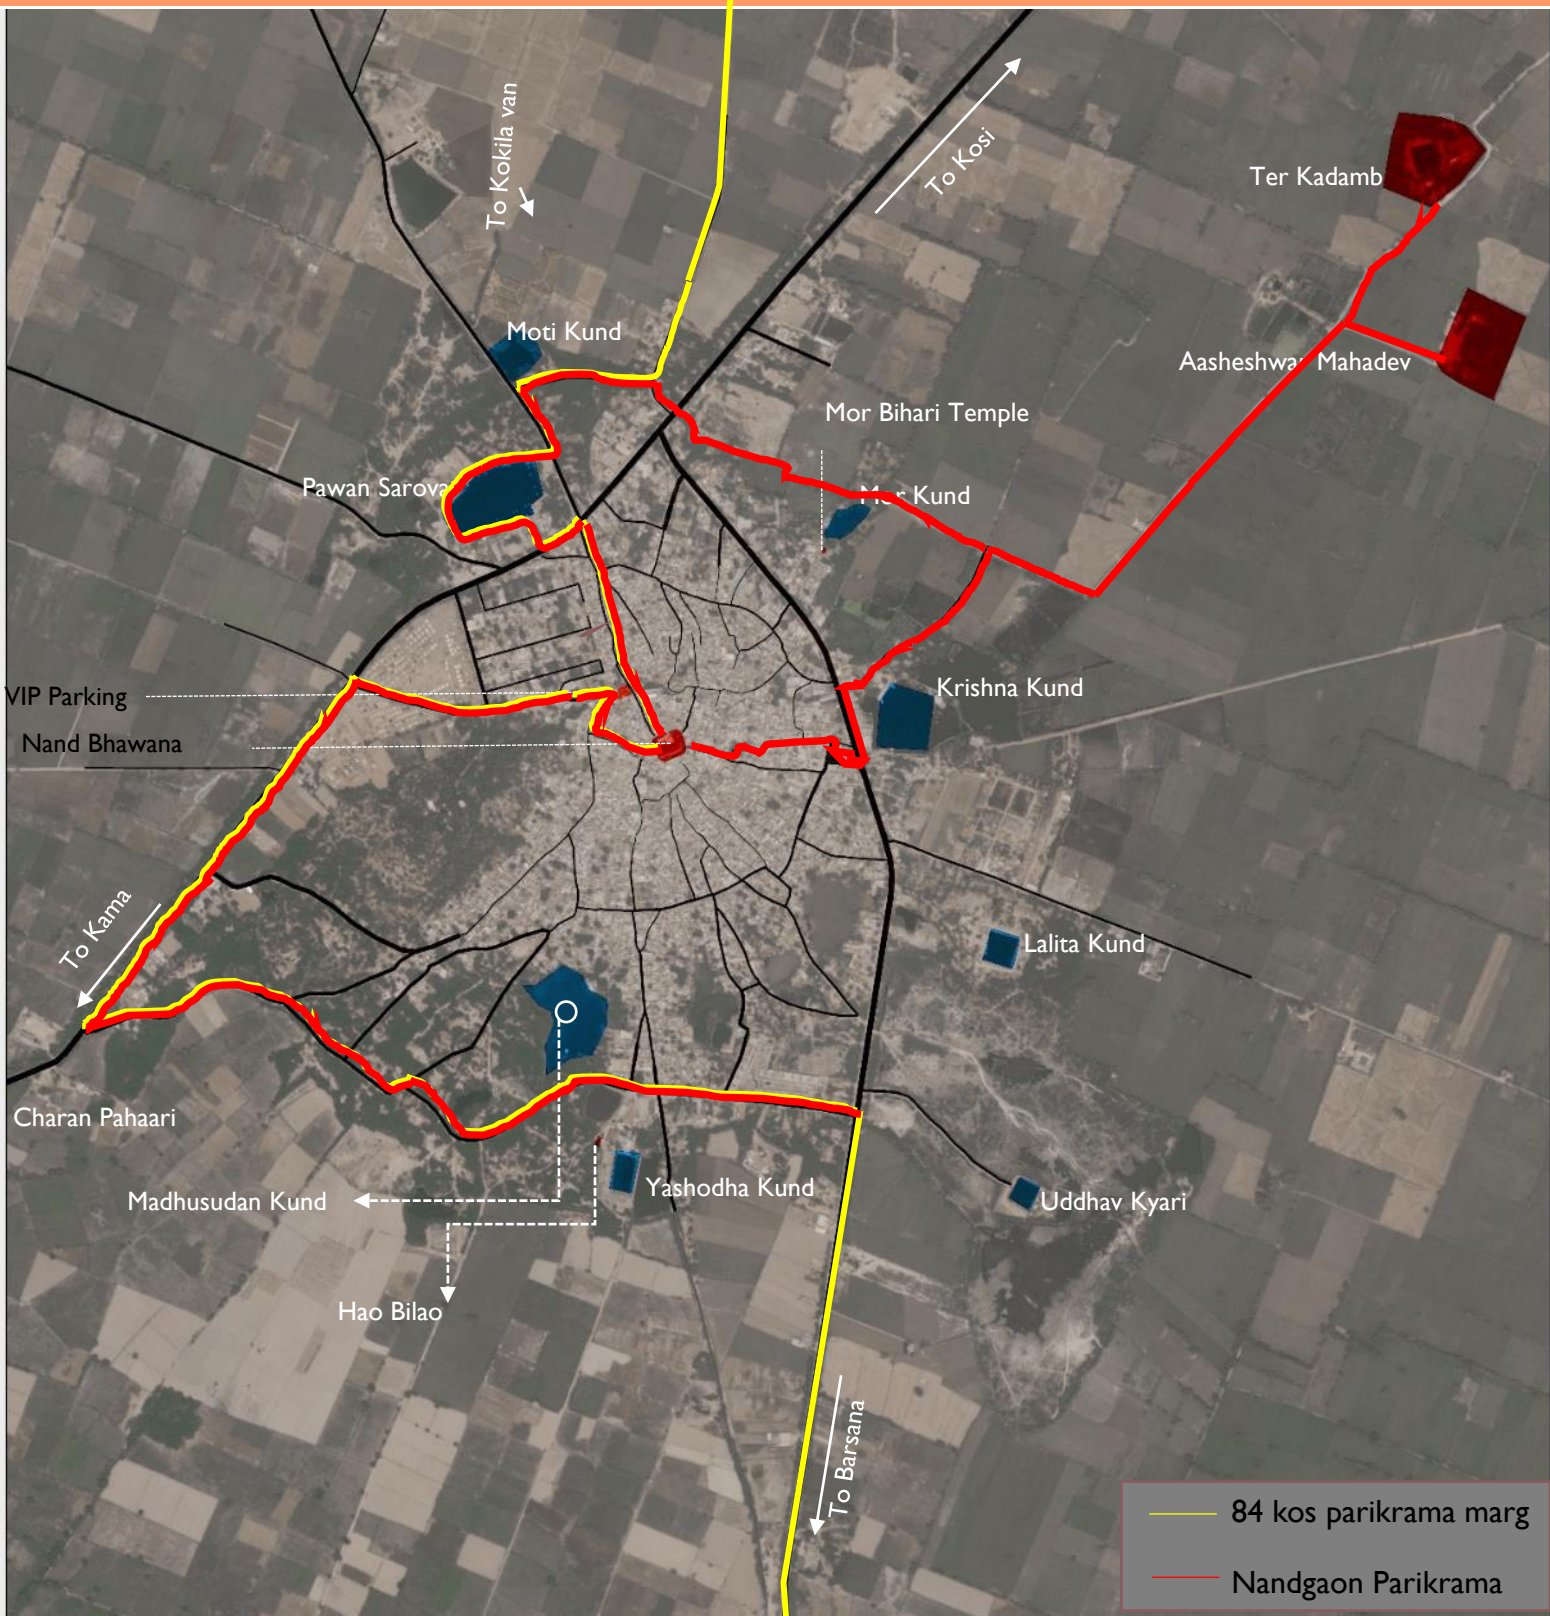 To Kokila van
To Kosi
Ter Kadamb
Moti Kund
Aasheshwar Mahadev
Mor Bihari Temple
Pawan Sarova
Mor Kund
VIP Parking
Krishna Kund
Nand Bhawana
To Kama
Lalita Kund
Charan Pahaari
Madhusudan Kund
Yashodha Kund
Uddhav Kyari
Hao Bilao
To Barsana
84 kos parikrama marg
Nandgaon Parikrama